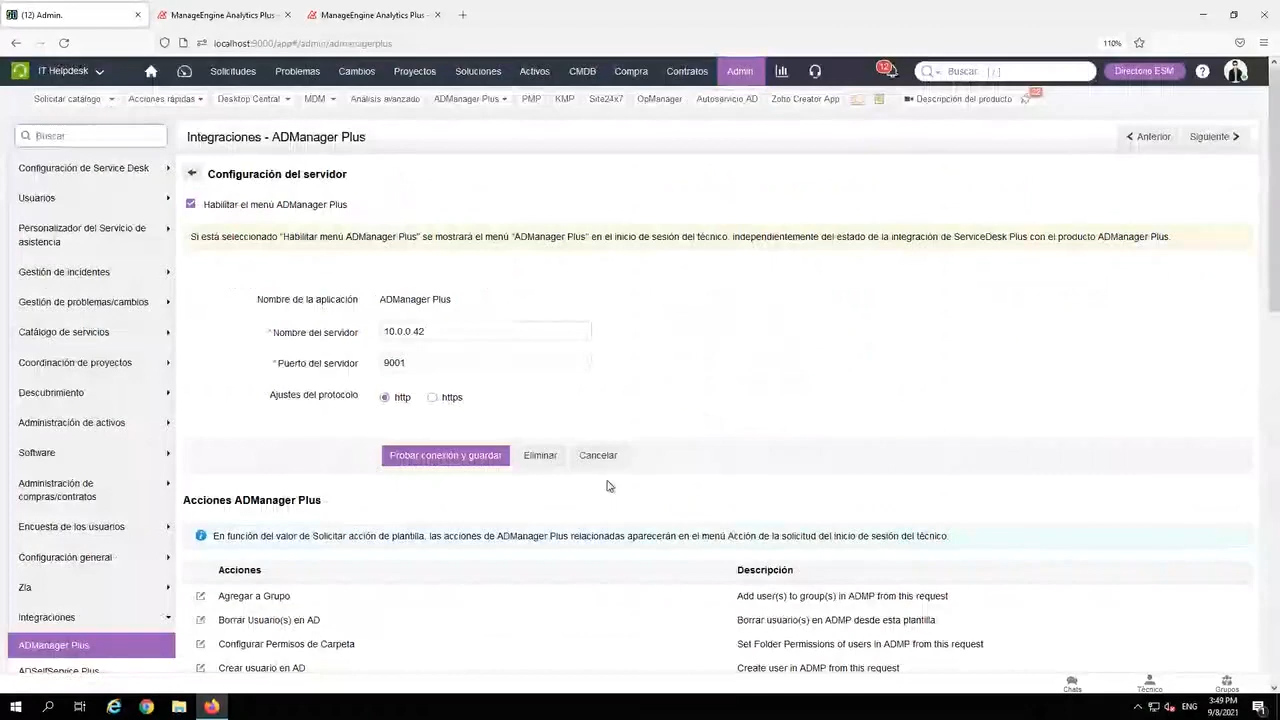 (12) Admin.
ManageEngine Analytics Plus -
ManageEngine Analytics Plus -
localhost:9000/app#/admin/admanagerplus
110%
IT Helpdesk
Solicitudes
Problemas
Cambios
Proyectos
Soluciones
Activos
CMDB
Compra
Contratos
Admin
12
Buscar [ / ]
Directorio ESM
Solicitar catálogo
Acciones rápidas
Desktop Central
MDM
Análisis avanzado
ADManager Plus
PMP
KMP
Site24x7
OpManager
Autoservicio AD
Zoho Creator App
Descripción del producto
Buscar
Integraciones - ADManager Plus
Anterior
Siguiente
Configuración de Service Desk
Usuarios
Personalizador del Servicio de
asistencia
Gestión de incidentes
Gestión de problemas/cambios
Catálogo de servicios
Coordinación de proyectos
Descubrimiento
Administración de activos
Software
Administración de
compras/contratos
Encuesta de los usuarios
Configuración general
Zia
Integraciones
ADManager Plus
ADSelfService Plus
Configuración del servidor
Habilitar el menú ADManager Plus
Si está seleccionado "Habilitar menú ADManager Plus" se mostrará el menú "ADManager Plus" en el inicio de sesión del técnico, independientemente del estado de la integración de ServiceDesk Plus con el producto ADManager Plus.
Nombre de la aplicación ADManager Plus
*Nombre del servidor 10.0.0.42
*Puerto del servidor 9001
Ajustes del protocolo http https
Probar conexión y guardar Eliminar Cancelar
Acciones ADManager Plus
En función del valor de Solicitar acción de plantilla, las acciones de ADManager Plus relacionadas aparecerán en el menú Acción de la solicitud del inicio de sesión del técnico.
Acciones Descripción
Agregar a Grupo Add user(s) to group(s) in ADMP from this request
Borrar Usuario(s) en AD Borrar usuario(s) en ADMP desde esta plantilla
Configurar Permisos de Carpeta Set Folder Permissions of users in ADMP from this request
Crear usuario en AD Create user in ADMP from this request
Chats
Técnico
Grupos
ENG
3:49 PM
9/8/2021